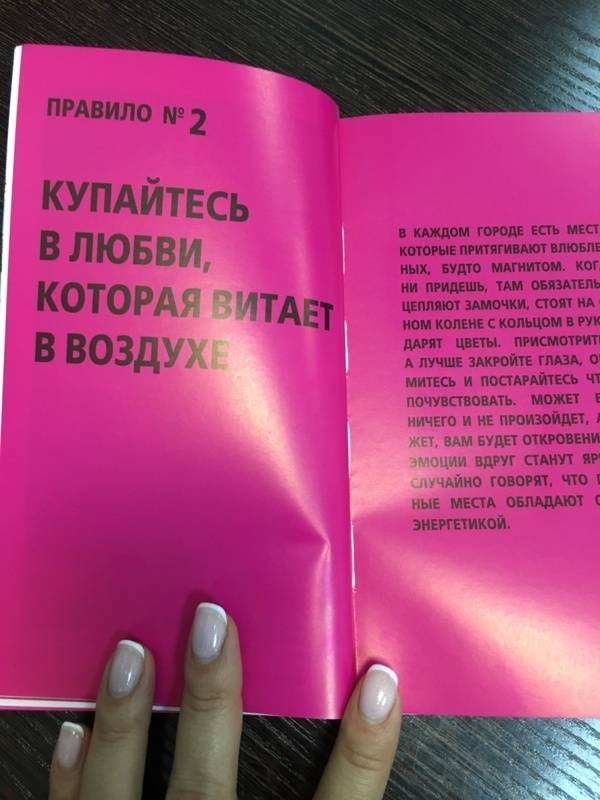 ПРАВИЛО № 2
КУПАЙТЕСЬ
В ЛЮБВИ,
КОТОРАЯ ВИТАЕТ
В ВОЗДУХЕ
В КАЖДОМ ГОРОДЕ ЕСТЬ
КОТОРЫЕ ПРИТЯГИВАЮТ
НЫХ, БУДТО МАГНИТОМ.
НИ ПРИДЕШЬ, ТАМ
ЦЕПЛЯЮТ ЗАМОЧКИ, СТОЯТ НА
НОМ КОЛЕНЕ С КОЛЬЦОМ В
ДАРЯТ ЦВЕТЫ.
А ЛУЧШЕ ЗАКРОЙТЕ ГЛАЗА,
МИТЕСЬ И ПОСТАРАЙТЕСЬ
ПОЧУВСТВОВАТЬ. МОЖЕТ
НИЧЕГО И НЕ ПРОИЗОЙДЕТ,
ЖЕТ, ВАМ БУДЕТ
ЭМОЦИИ ВДРУГ СТАНУТ
СЛУЧАЙНО ГОВОРЯТ, ЧТО
НЫЕ МЕСТА ОБЛАДАЮТ
ЭНЕРГЕТИКОЙ.